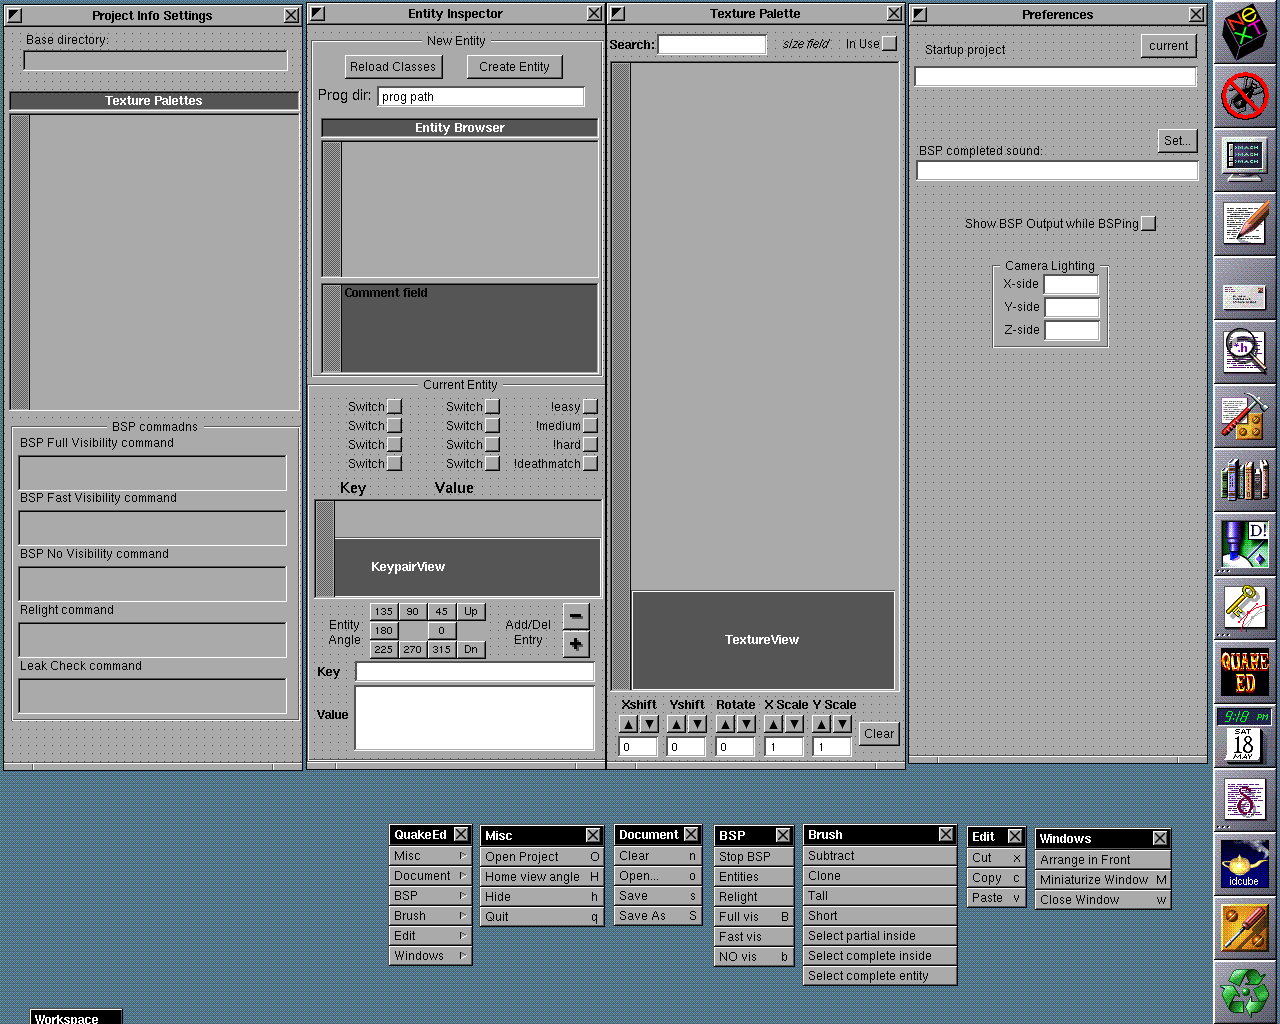 Project Info Settings
Base directory:
Texture Palettes
BSP commadns
BSP Full Visibility command
BSP Fast Visibility command
BSP No Visibility command
Relight command
Leak Check command
Entity Inspector
New Entity
Reload Classes
Create Entity
Prog dir: prog path
Entity Browser
Comment field
Current Entity
Switch Switch !easy
Switch Switch !medium
Switch Switch !hard
Switch Switch !deathmatch
Key Value
KeypairView
135 90 45 Up
180 0
225 270 315 Dn
Entity
Angle
Add/Del
Entry
Key
Value
Texture Palette
Search: size field In Use
TextureView
Xshift Yshift Rotate X Scale Y Scale
0 0 0 1 1
Clear
Preferences
Startup project
current
Set...
BSP completed sound:
Show BSP Output while BSPing
Camera Lighting
X-side
Y-side
Z-side
QuakeEd
Misc
Document
BSP
Brush
Edit
Windows
Misc
Open Project O
Home view angle H
Hide h
Quit q
Document
Clear n
Open... o
Save s
Save As S
BSP
Stop BSP
Entities
Relight
Full vis B
Fast vis
NO vis b
Brush
Subtract
Clone
Tall
Short
Select partial inside
Select complete inside
Select complete entity
Edit
Cut x
Copy c
Paste v
Windows
Arrange in Front
Miniaturize Window M
Close Window w
Workspace
NeXT
MACH
MACH
MACH
*.h
D!
QUAKE
ED
9:18 PM
SAT
18
MAY
δ
idcube